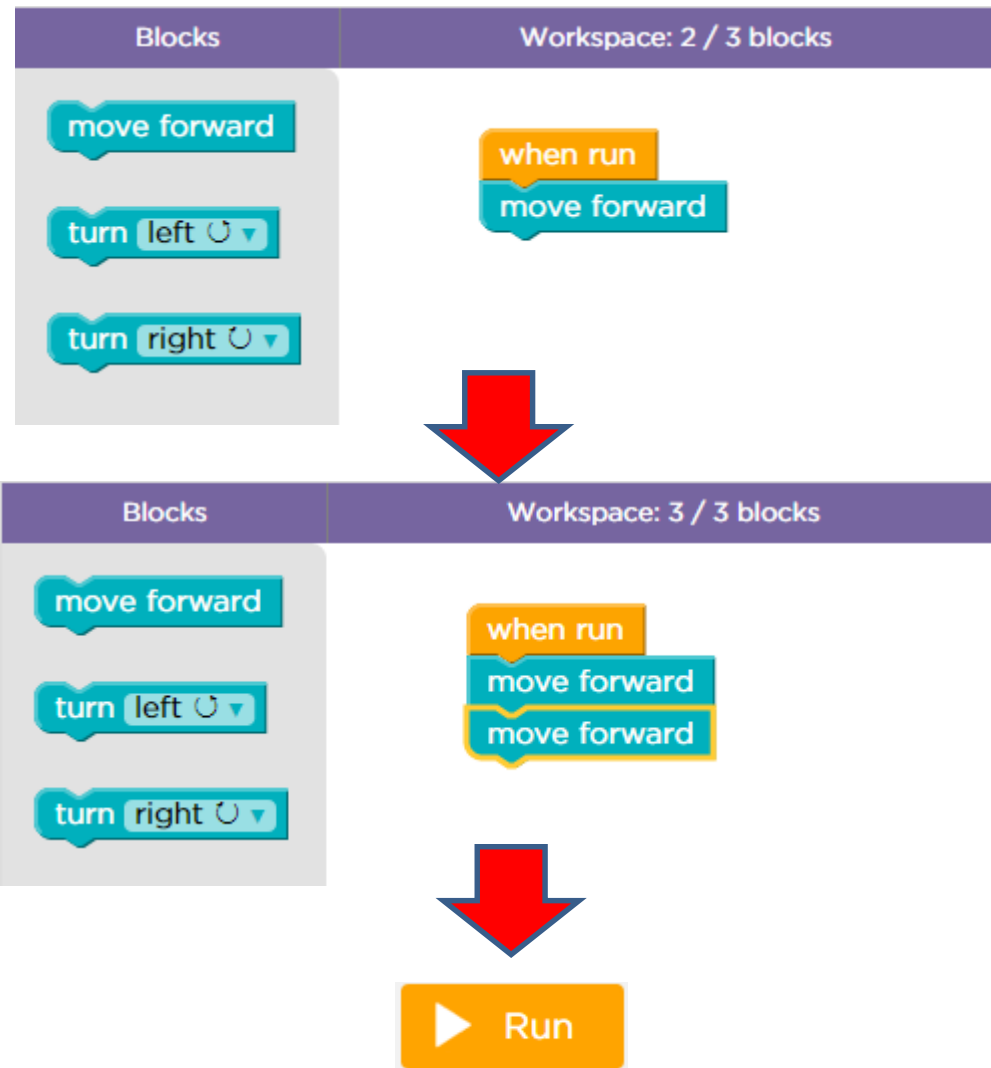 Blocks
Workspace: 2 / 3 blocks
move forward
turn left ↺ ▼
turn right ↻ ▼
when run
move forward
Blocks
Workspace: 3 / 3 blocks
move forward
turn left ↺ ▼
turn right ↻ ▼
when run
move forward
move forward
Run